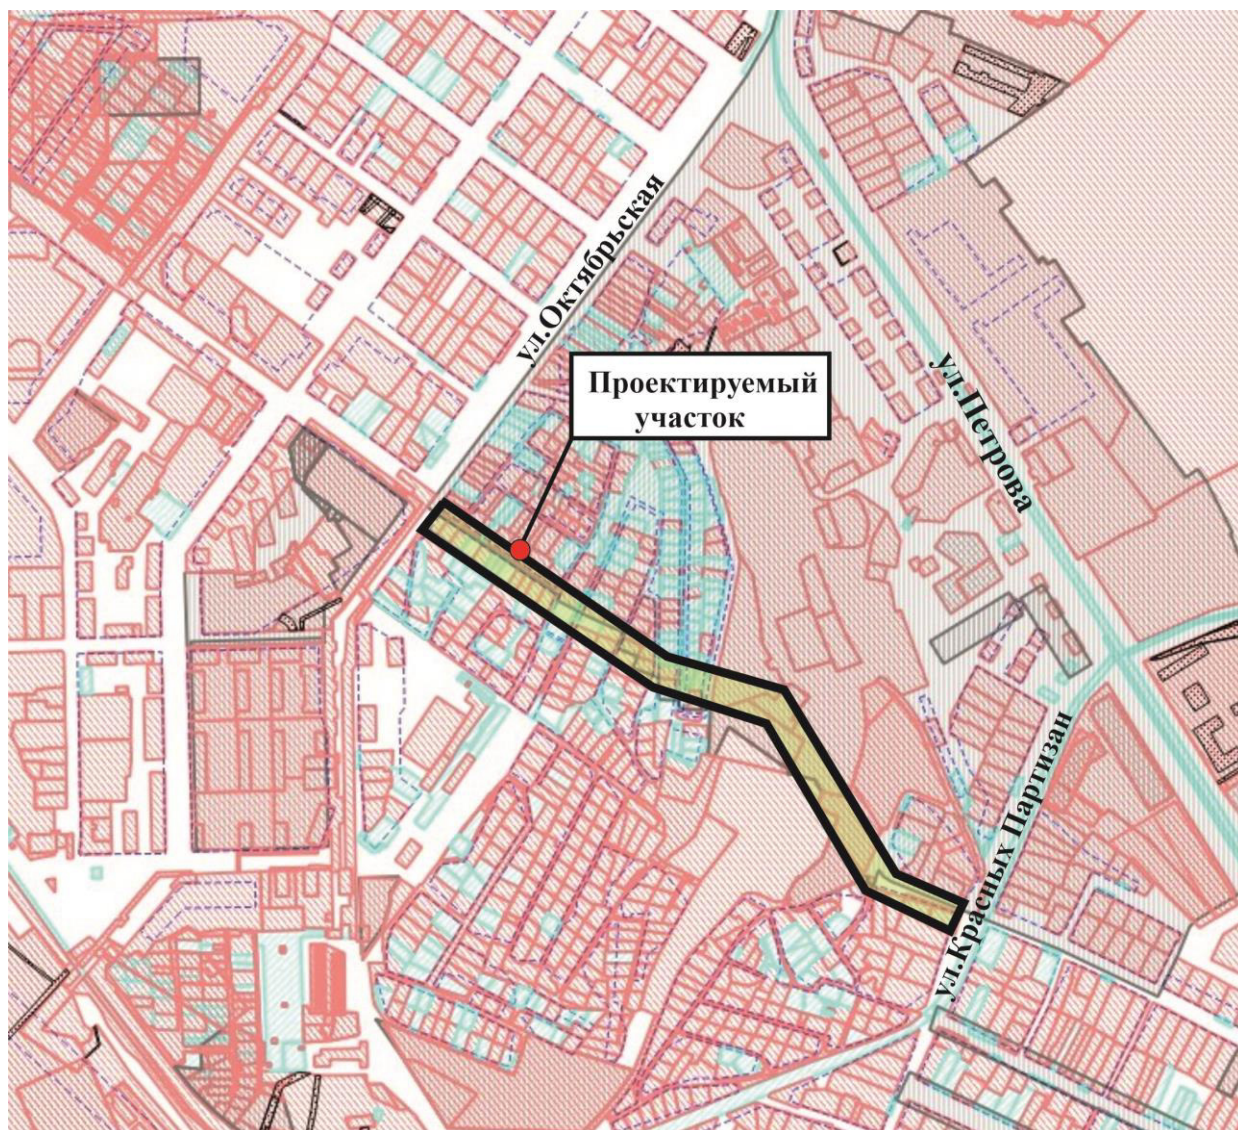 ул.Октябрьская
Проектируемый
участок
ул.Петрова
ул.Красных Партизан